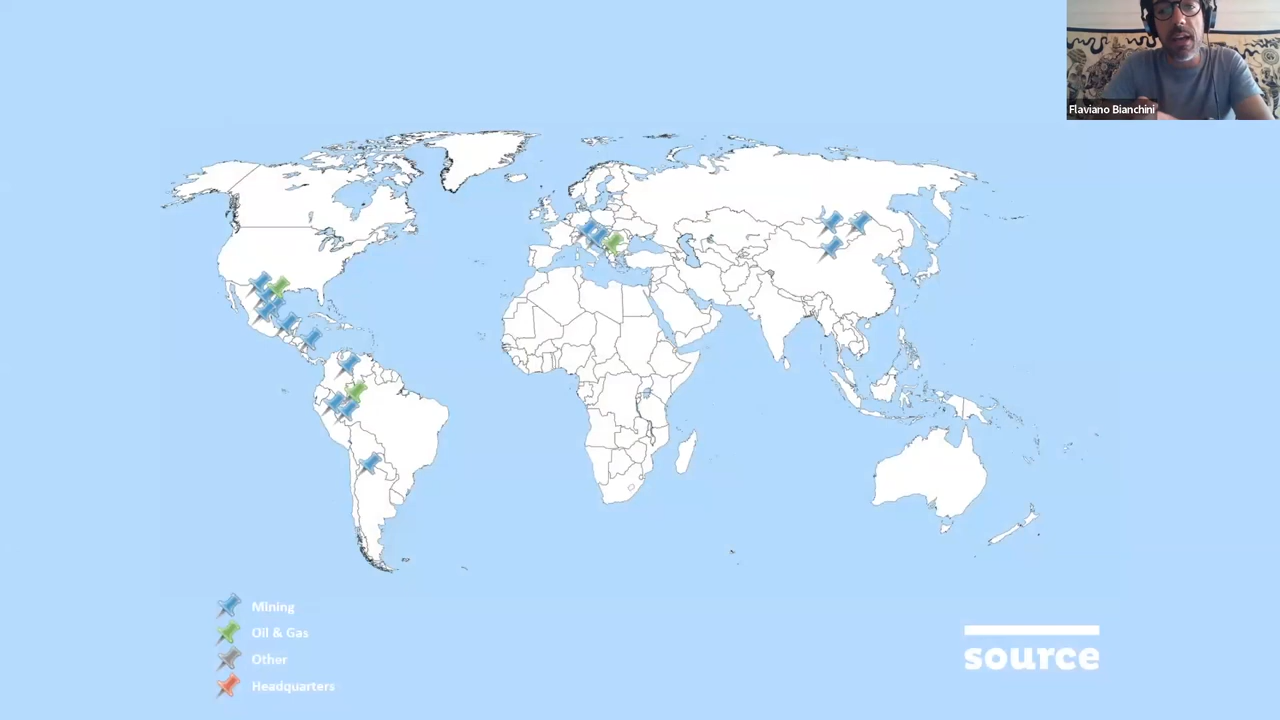 Flaviano Bianchini
Mining
Oil & Gas
Other
Headquarters
source